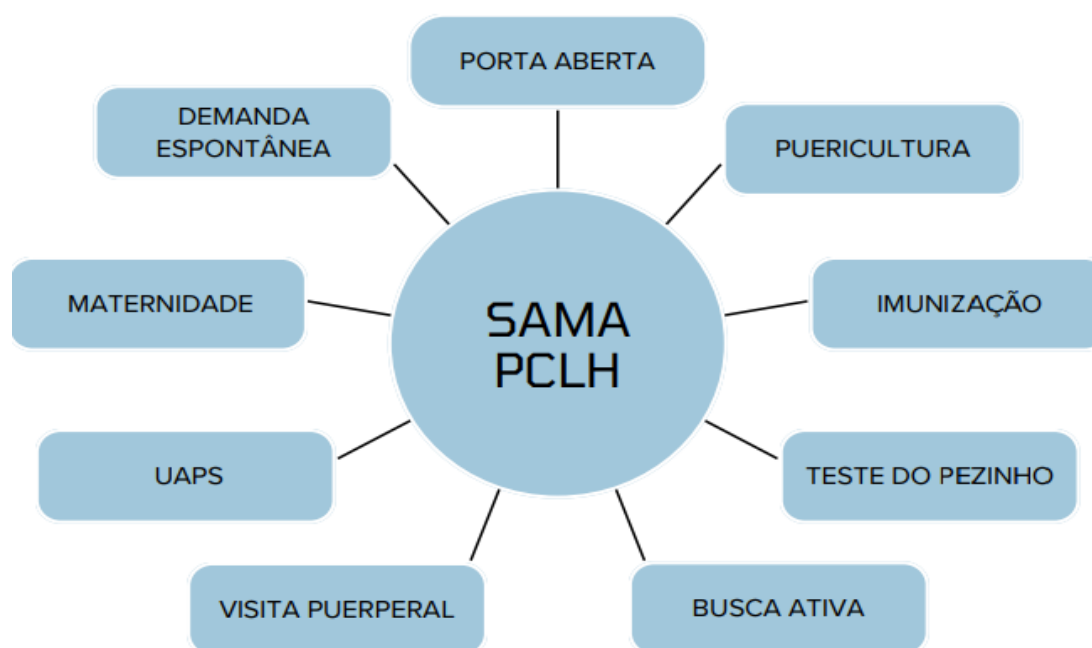 PORTA ABERTA
DEMANDA
ESPONTÂNEA
PUERICULTURA
MATERNIDADE
SAMA
PCLH
IMUNIZAÇÃO
UAPS
TESTE DO PEZINHO
VISITA PUERPERAL
BUSCA ATIVA